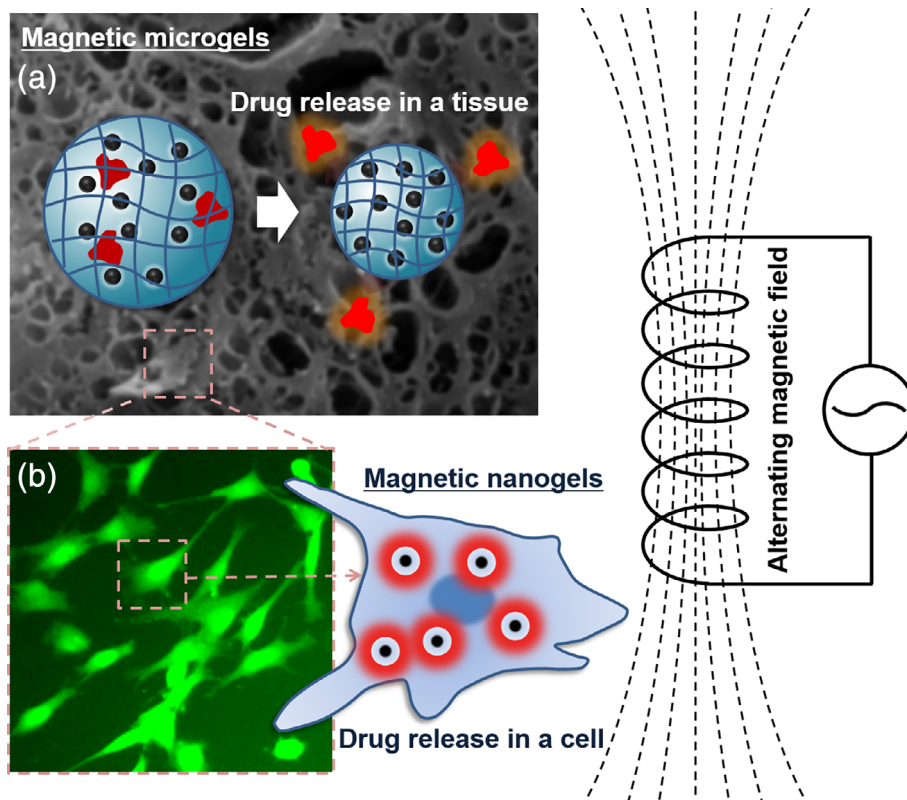 Magnetic microgels
(a)
Drug release in a tissue
Alternating magnetic field
(b)
Magnetic nanogels
Drug release in a cell